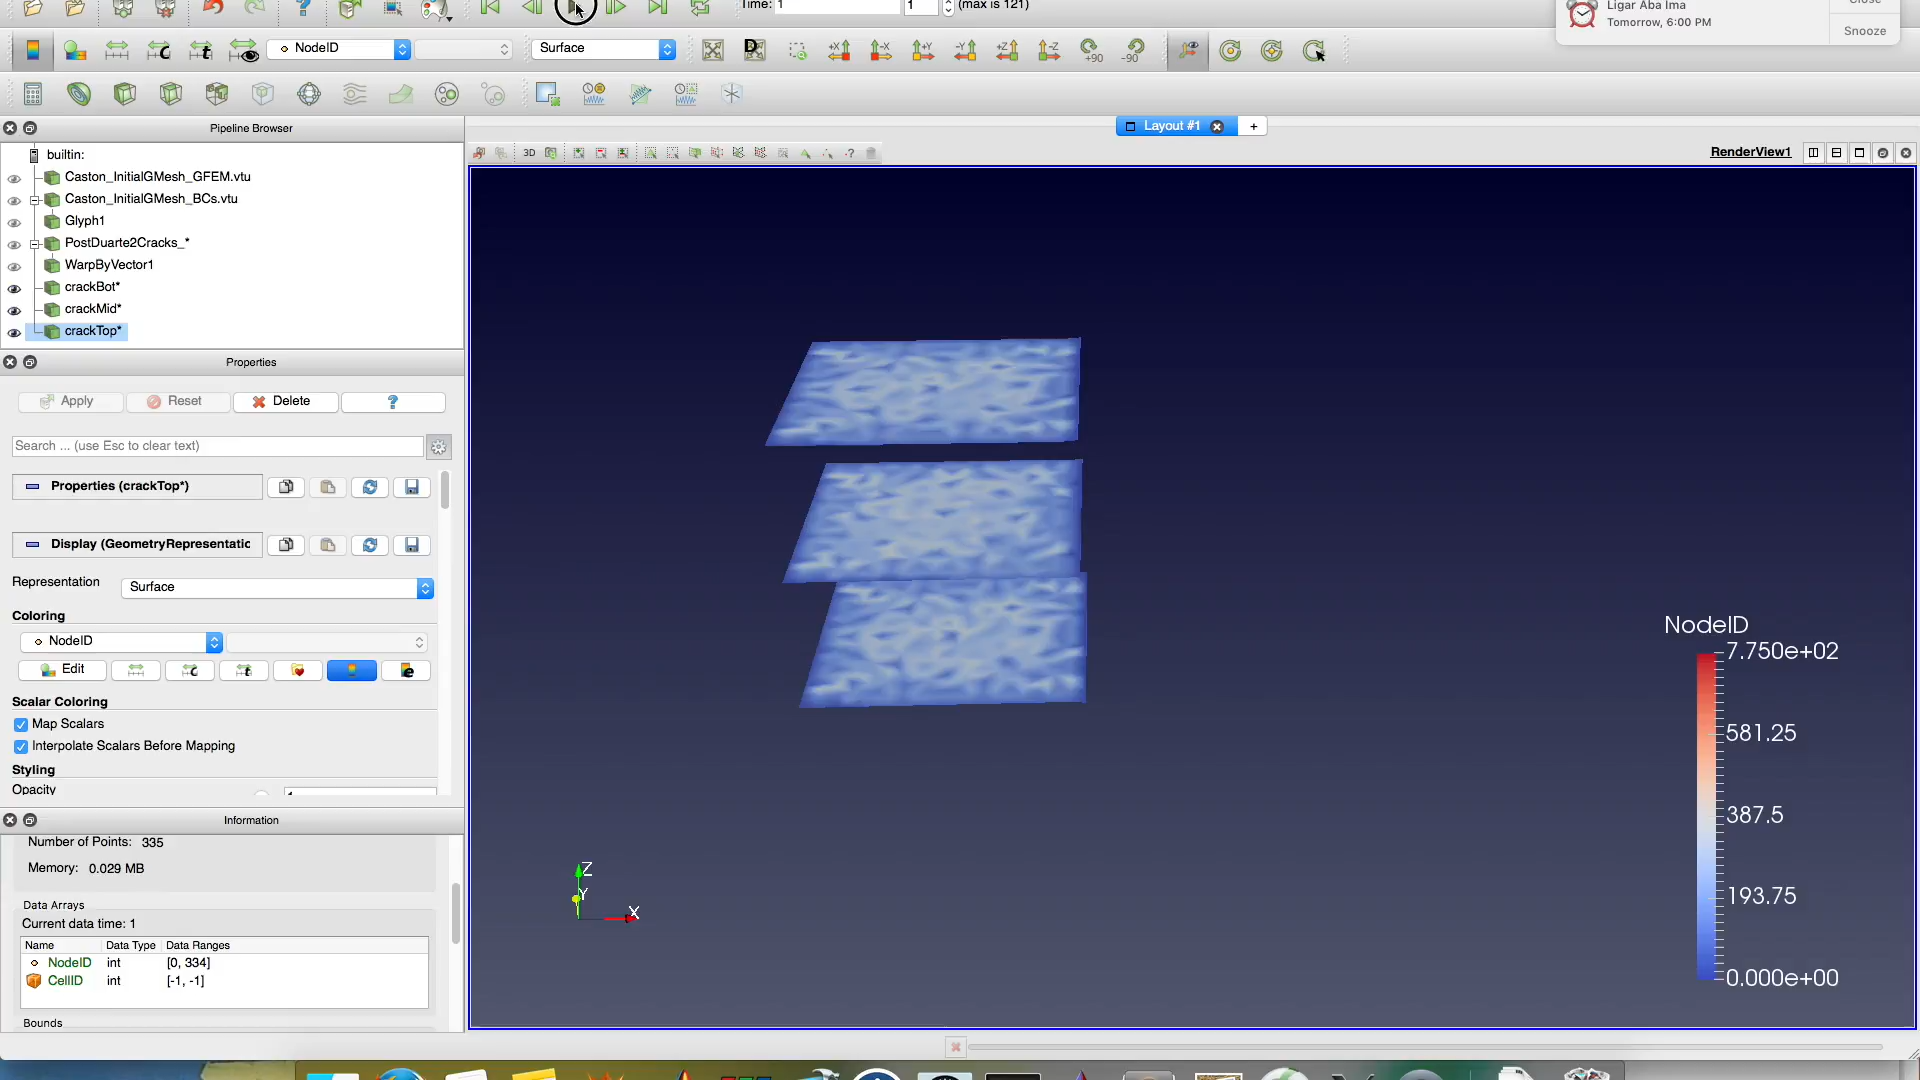 Time: 1
1
(max is 121)
Ligar Aba Ima
Tomorrow, 6:00 PM
Close
Snooze
NodeID
Surface
D
+X
-X
+Y
-Y
+Z
-Z
+90
-90
Pipeline Browser
Layout #1
+
builtin:
3D
RenderView1
Caston_InitialGMesh_GFEM.vtu
Caston_InitialGMesh_BCs.vtu
Glyph1
PostDuarte2Cracks_*
WarpByVector1
crackBot*
crackMid*
crackTop*
Properties
Apply
Reset
Delete
?
Search ... (use Esc to clear text)
Properties (crackTop*)
Display (GeometryRepresentatic
Representation
Surface
Coloring
NodeID
Edit
Scalar Coloring
Map Scalars
Interpolate Scalars Before Mapping
Styling
Opacity
Information
Number of Points: 335
Memory: 0.029 MB
Data Arrays
Current data time: 1
Name Data Type Data Ranges
NodeID int [0, 334]
CellID int [-1, -1]
Bounds
NodeID
7.750e+02
581.25
387.5
193.75
0.000e+00
Z
Y
X